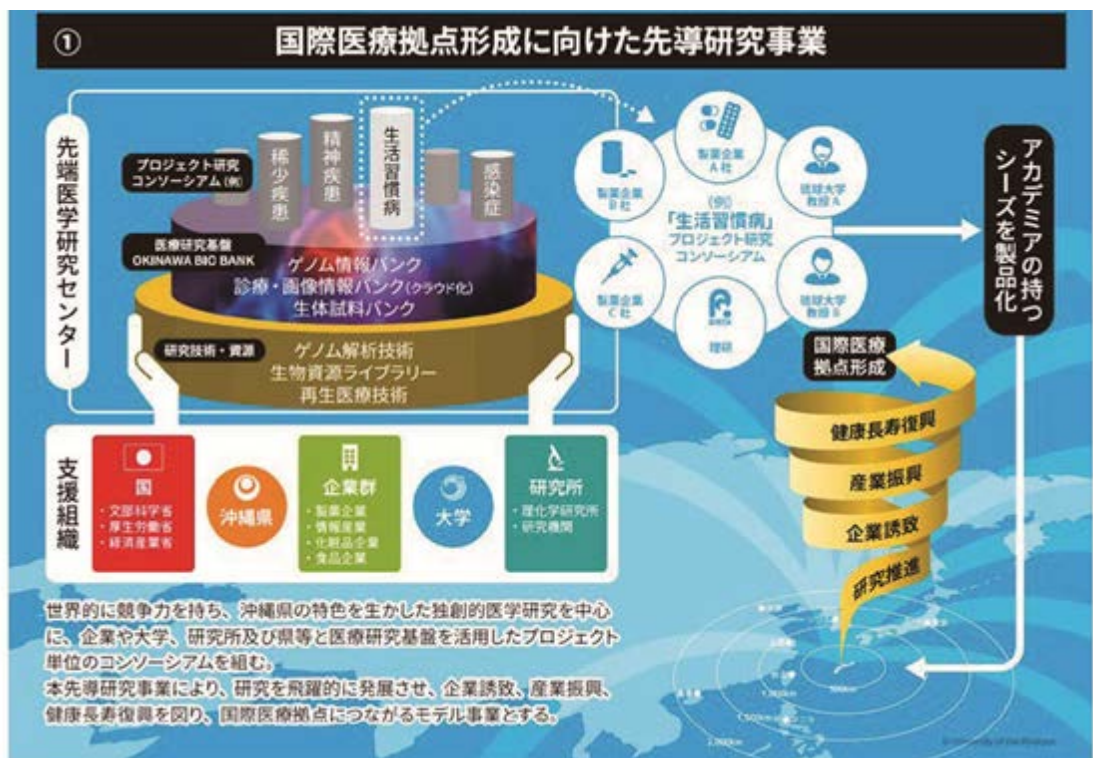 ①
国際医療拠点形成に向けた先導研究事業
先端医学研究センター
プロジェクト研究
コンソーシアム(例)
稀少疾患
精神疾患
生活習慣病
感染症
医療研究基盤
OKINAWA BIO BANK
ゲノム情報バンク
診療・画像情報バンク(クラウド化)
生体試料バンク
研究技術・資源
ゲノム解析技術
生物資源ライブラリー
再生医療技術
製薬企業
A社
製薬企業
B社
琉球大学
教授A
(例)
「生活習慣病」
プロジェクト研究
コンソーシアム
製薬企業
C社
琉球大学
教授B
理研
アカデミアの持つ
シーズを製品化
国際医療
拠点形成
健康長寿復興
産業振興
企業誘致
研究推進
支援組織
国
・文部科学省
・厚生労働省
・経済産業省
沖縄県
企業群
・製薬企業
・情報産業
・化粧品企業
・食品企業
大学
研究所
・理化学研究所
・研究機関
世界的に競争力を持ち、沖縄県の特色を生かした独創的医学研究を中心
に、企業や大学、研究所及び県等と医療研究基盤を活用したプロジェクト
単位のコンソーシアムを組む。
本先導研究事業により、研究を飛躍的に発展させ、企業誘致、産業振興、
健康長寿復興を図り、国際医療拠点につながるモデル事業とする。
500km
1,000km
1,500km
2,000km